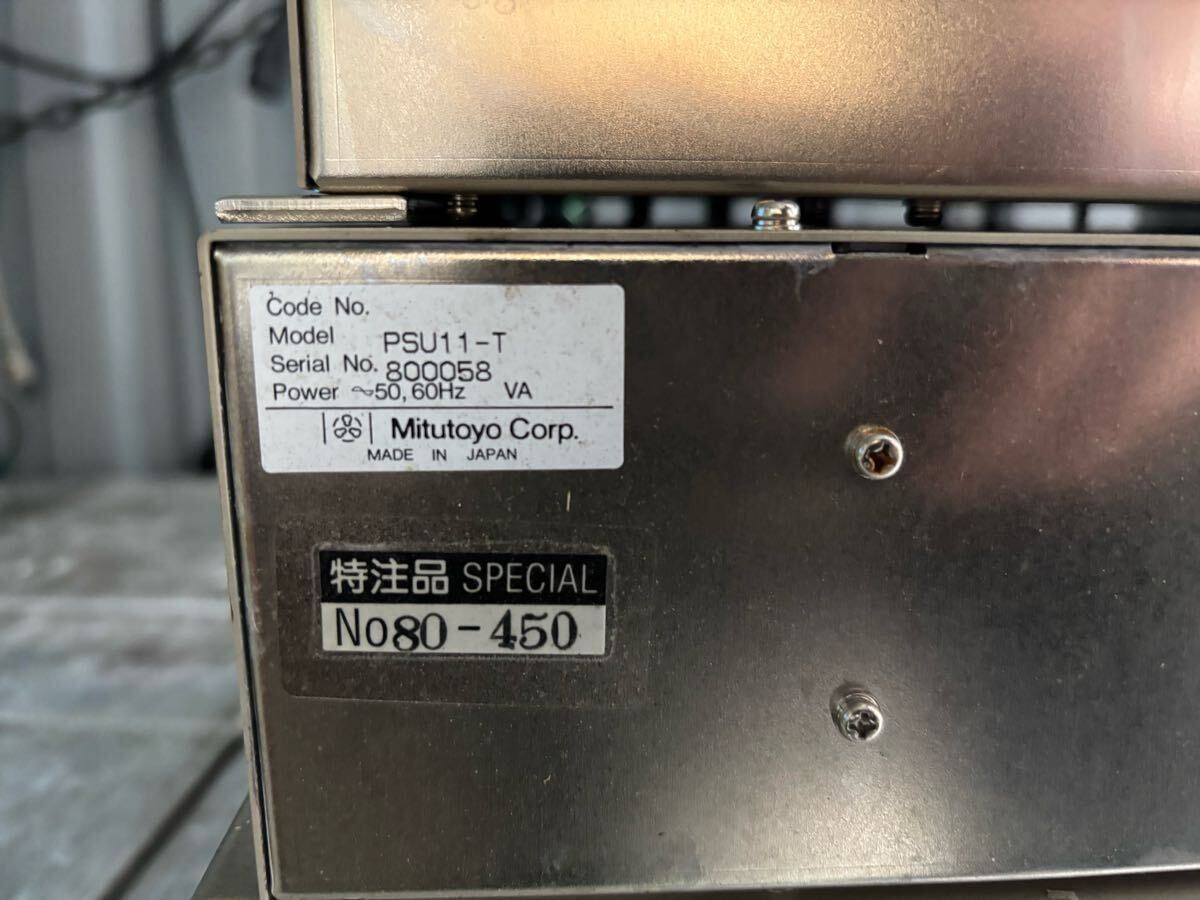 Code No.
Model PSU11-T
Serial No. 800058
Power ~50,60Hz VA
Mitutoyo Corp.
MADE IN JAPAN
特注品 SPECIAL
No80-450